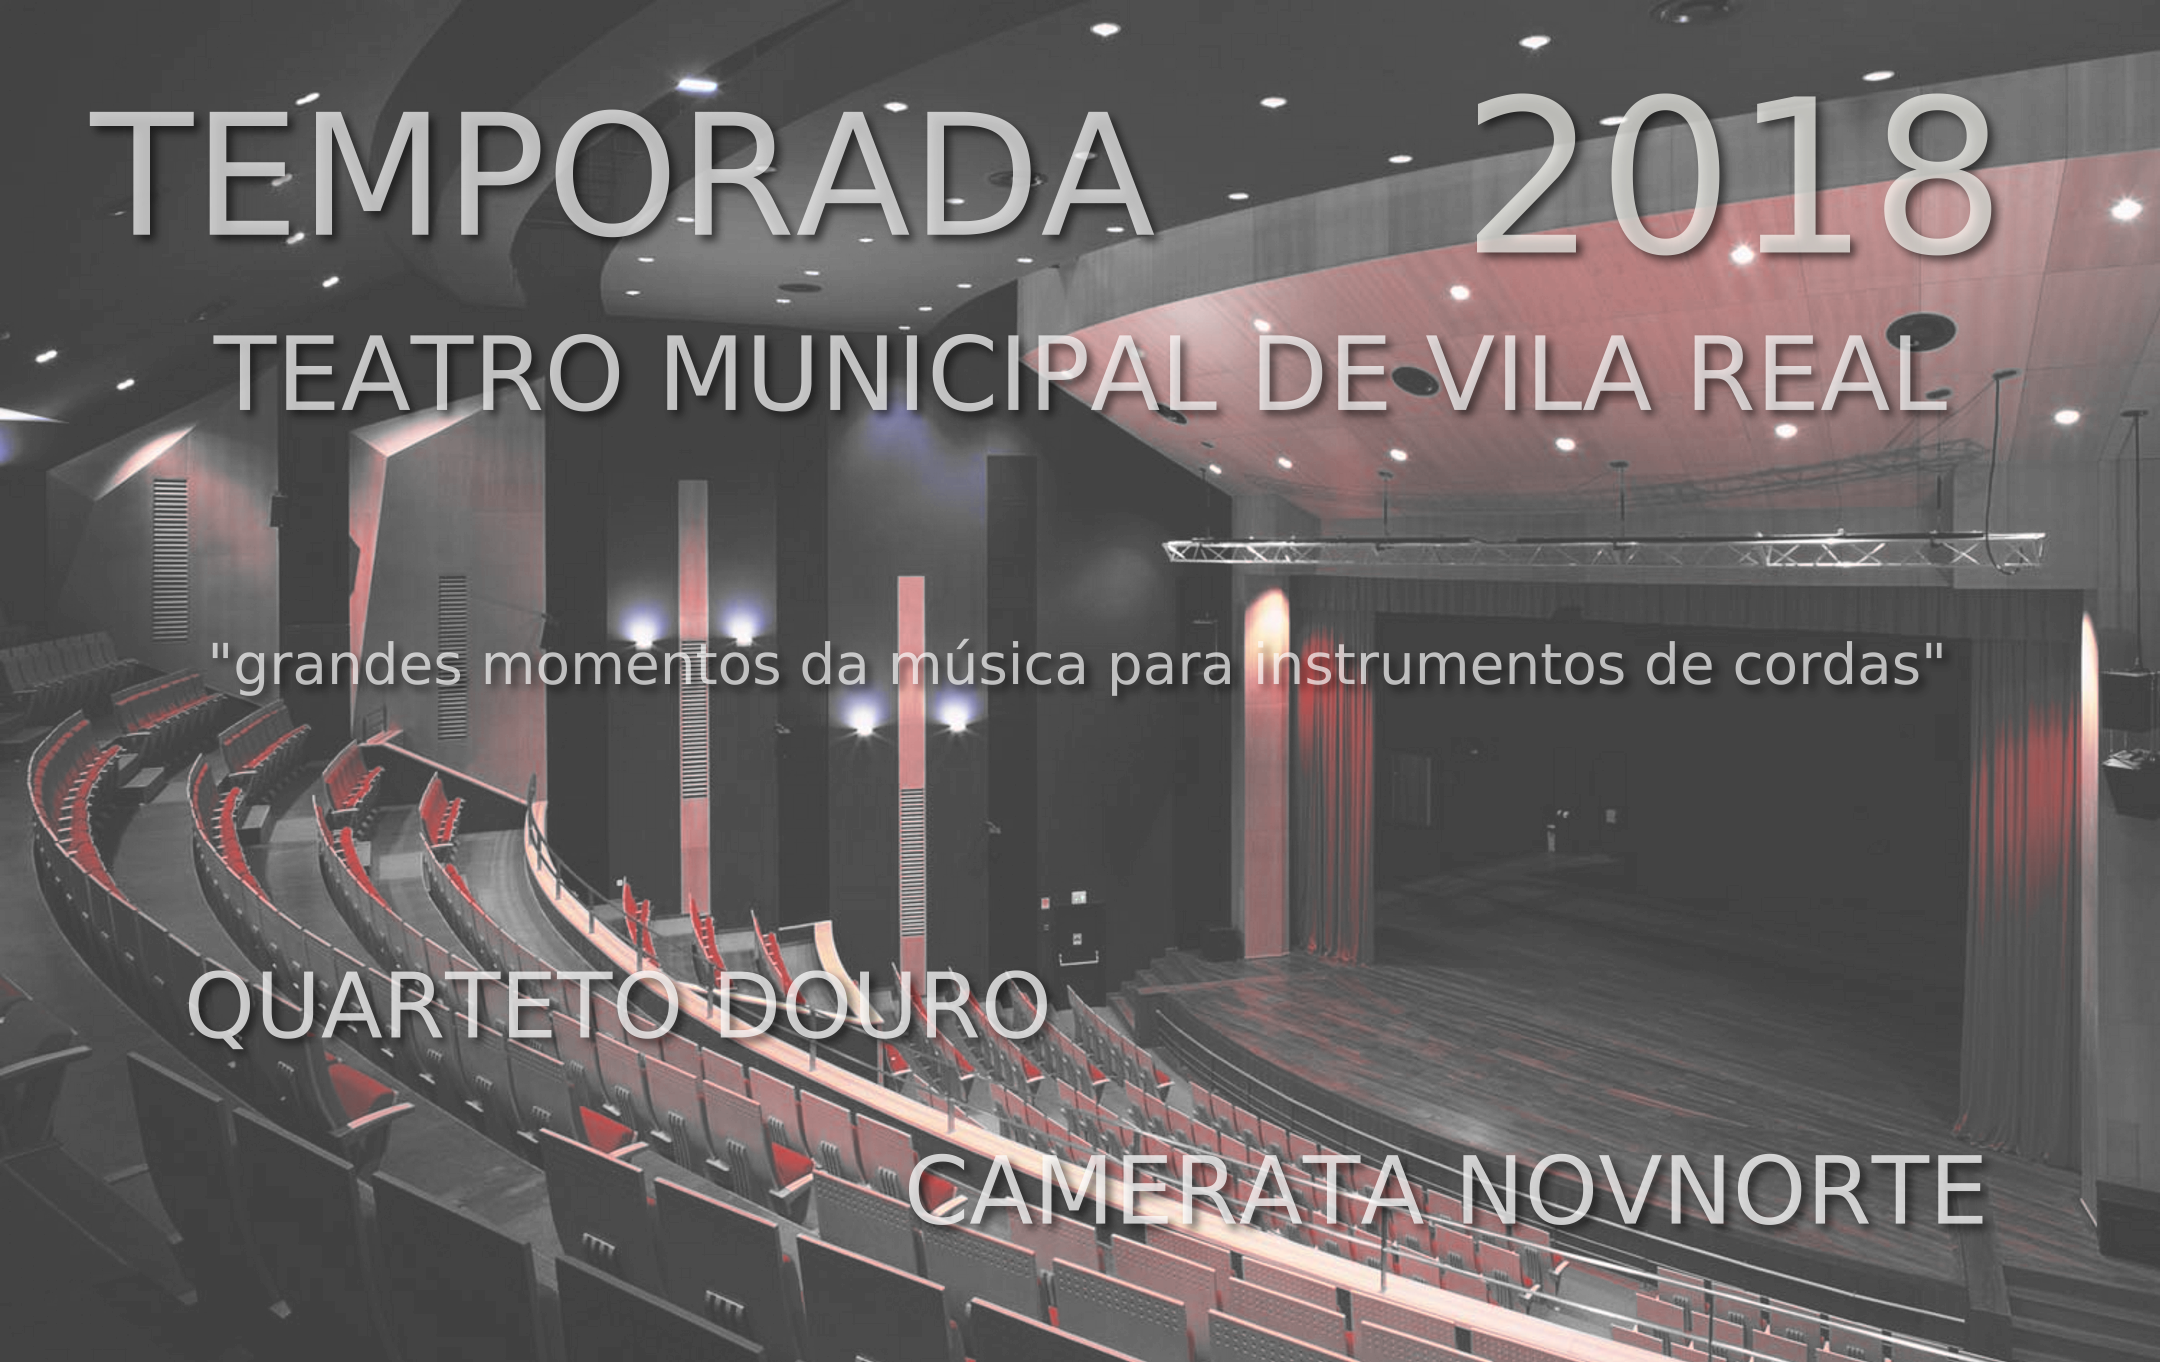 TEMPORADA 2018
TEATRO MUNICIPAL DE VILA REAL
"grandes momentos da música para instrumentos de cordas"
QUARTETO DOURO
CAMERATA NOVNORTE